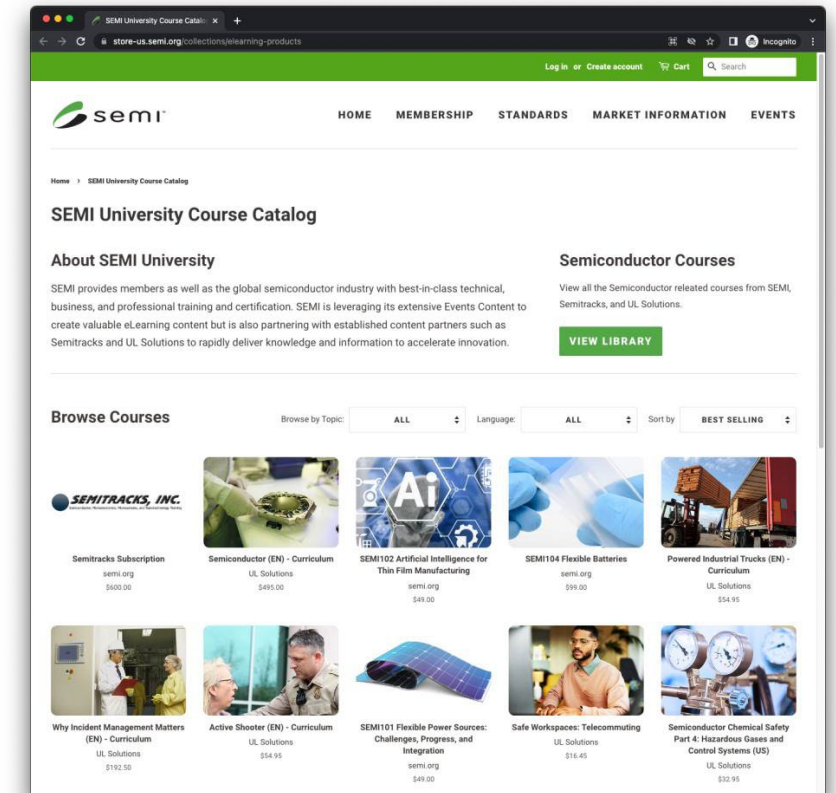 SEMI University Course Catalo
store-us.semi.org/collections/elearning-products
Incognito
Log in or Create account Cart Search
semi
HOME MEMBERSHIP STANDARDS MARKET INFORMATION EVENTS
Home › SEMI University Course Catalog
SEMI University Course Catalog
About SEMI University
SEMI provides members as well as the global semiconductor industry with best-in-class technical,
business, and professional training and certification. SEMI is leveraging its extensive Events Content to
create valuable eLearning content but is also partnering with established content partners such as
Semitracks and UL Solutions to rapidly deliver knowledge and information to accelerate innovation.
Semiconductor Courses
View all the Semiconductor releated courses from SEMI,
Semitracks, and UL Solutions.
VIEW LIBRARY
Browse Courses
Browse by Topic: ALL Language: ALL Sort by BEST SELLING
SEMITRACKS, INC.
Semitracks Subscription
semi.org
$600.00
Semiconductor (EN) - Curriculum
UL Solutions
$495.00
Ai
SEMI102 Artificial Intelligence for
Thin Film Manufacturing
semi.org
$49.00
SEMI104 Flexible Batteries
semi.org
$99.00
Powered Industrial Trucks (EN) -
Curriculum
UL Solutions
$54.95
Why Incident Management Matters
(EN) - Curriculum
UL Solutions
$192.50
Active Shooter (EN) - Curriculum
UL Solutions
$54.95
SEMI101 Flexible Power Sources:
Challenges, Progress, and
Integration
semi.org
$49.00
Safe Workspaces: Telecommuting
UL Solutions
$16.45
Semiconductor Chemical Safety
Part 4: Hazardous Gases and
Control Systems (US)
UL Solutions
$32.95